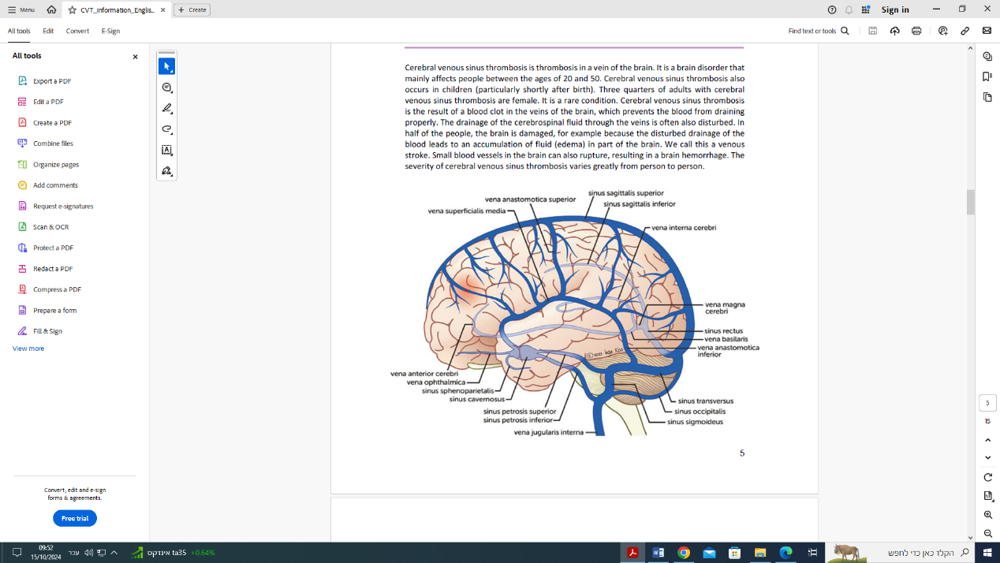 Menu
CVT_information_Englis...
Create
Sign in
All tools
Edit
Convert
E-Sign
Find text or tools
All tools
Export a PDF
Edit a PDF
Create a PDF
Combine files
Organize pages
Add comments
Request e-signatures
Scan & OCR
Protect a PDF
Redact a PDF
Compress a PDF
Prepare a form
Fill & Sign
View more
Convert, edit and e-sign
forms & agreements.
Free trial
Cerebral venous sinus thrombosis is thrombosis in a vein of the brain. It is a brain disorder that
mainly affects people between the ages of 20 and 50. Cerebral venous sinus thrombosis also
occurs in children (particularly shortly after birth). Three quarters of adults with cerebral
venous sinus thrombosis are female. It is a rare condition. Cerebral venous sinus thrombosis
is the result of a blood clot in the veins of the brain, which prevents the blood from draining
properly. The drainage of the cerebrospinal fluid through the veins is often also disturbed. In
half of the people, the brain is damaged, for example because the disturbed drainage of the
blood leads to an accumulation of fluid (edema) in part of the brain. We call this a venous
stroke. Small blood vessels in the brain can also rupture, resulting in a brain hemorrhage. The
severity of cerebral venous sinus thrombosis varies greatly from person to person.
sinus sagittalis superior
vena anastomotica superior
sinus sagittalis inferior
vena superficialis media
vena interna cerebri
vena magna
cerebri
sinus rectus
vena basilaris
vena anastomotica
inferior
vena anterior cerebri
vena ophthalmica
sinus sphenoparietalis
sinus cavernosus
sinus petrosis superior
sinus petrosis inferior
vena jugularis interna
sinus transversus
sinus occipitalis
sinus sigmoideus
5
5
15
09:52
15/10/2024
עבר
אינדקס ta35
+0.64%
הקלד כאן כדי לחפש